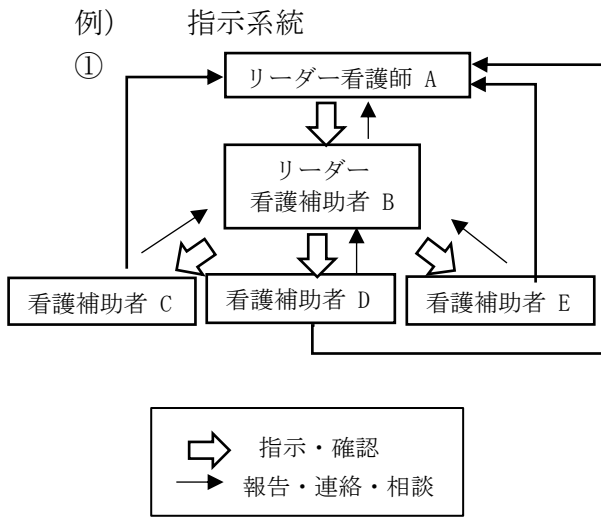 例) 指示系統
①
リーダー看護師 A
リーダー
看護補助者 B
看護補助者 C
看護補助者 D
看護補助者 E
指示・確認
報告・連絡・相談